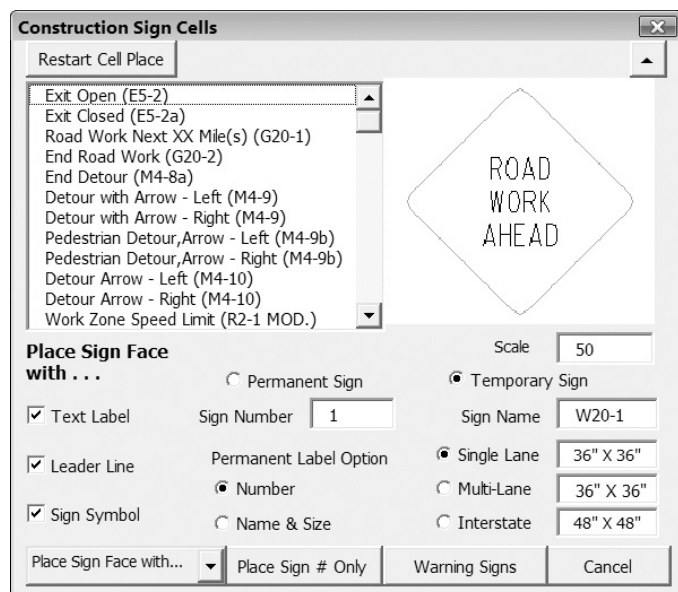 Construction Sign Cells
Restart Cell Place
Exit Open (E5-2)
Exit Closed (E5-2a)
Road Work Next XX Mile(s) (G20-1)
End Road Work (G20-2)
End Detour (M4-8a)
Detour with Arrow - Left (M4-9)
Detour with Arrow - Right (M4-9)
Pedestrian Detour,Arrow - Left (M4-9b)
Pedestrian Detour,Arrow - Right (M4-9b)
Detour Arrow - Left (M4-10)
Detour Arrow - Right (M4-10)
Work Zone Speed Limit (R2-1 MOD.)
ROAD
WORK
AHEAD
Place Sign Face
with . . .
Scale 50
Permanent Sign Temporary Sign
Text Label Sign Number 1 Sign Name W20-1
Leader Line Permanent Label Option Single Lane 36" X 36"
Number Multi-Lane 36" X 36"
Sign Symbol Name & Size Interstate 48" X 48"
Place Sign Face with... Place Sign # Only Warning Signs Cancel